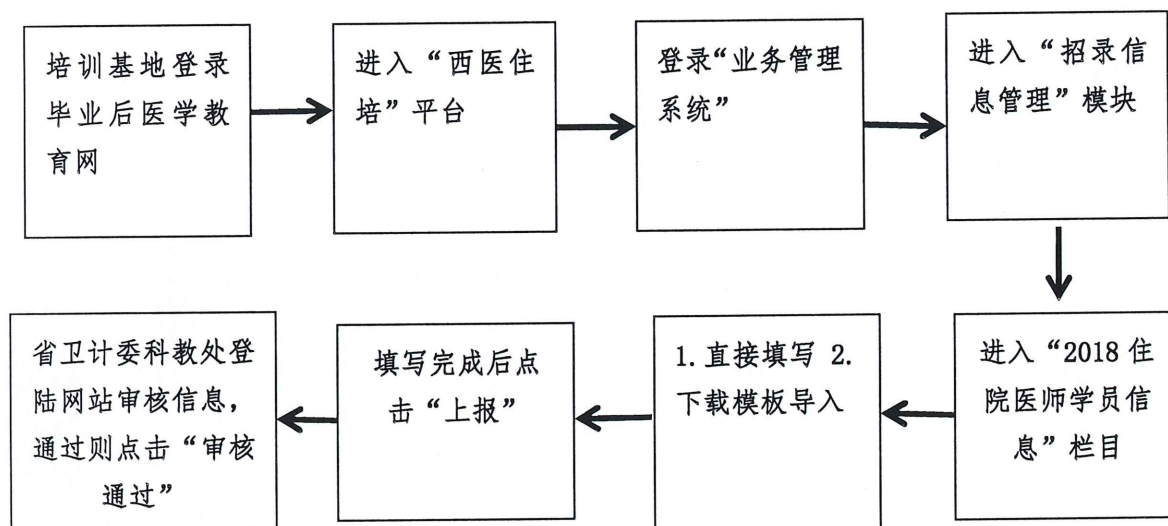 培训基地登录
毕业后医学教
育网
进入“西医住
培”平台
登录“业务管理
系统”
进入“招录信
息管理”模块
进入“2018 住
院医师学员信
息”栏目
1.直接填写 2.
下载模板导入
填写完成后点
击“上报”
省卫计委科教处登
陆网站审核信息，
通过则点击“审核
通过”